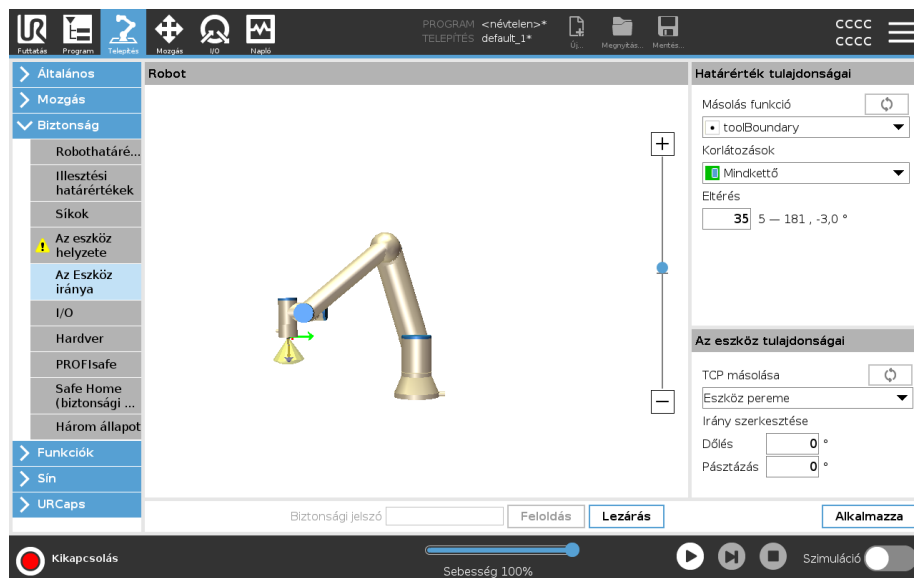 PROGRAM <névtelen>*
TELEPÍTÉS default_1*
Futtatás
Program
Telepítés
Mozgás
I/O
Napló
Új...
Megnyitás...
Mentés...
CCCC
CCCC
Általános
Mozgás
Biztonság
Robothatáré...
Illesztési
határértékek
Síkok
Az eszköz
helyzete
Az Eszköz
iránya
I/O
Hardver
PROFIsafe
Safe Home
(biztonsági ...
Három állapot
Funkciók
Sín
URCaps
Robot
Biztonsági jelszó
Feloldás
Lezárás
Határérték tulajdonságai
Másolás funkció
toolBoundary
Korlátozások
Mindkettő
Eltérés
35 5 — 181 , -3,0 °
Az eszköz tulajdonságai
TCP másolása
Eszköz pereme
Irány szerkesztése
Dőlés 0 °
Pásztázás 0 °
Alkalmazza
Kikapcsolás
Sebesség 100%
Szimuláció